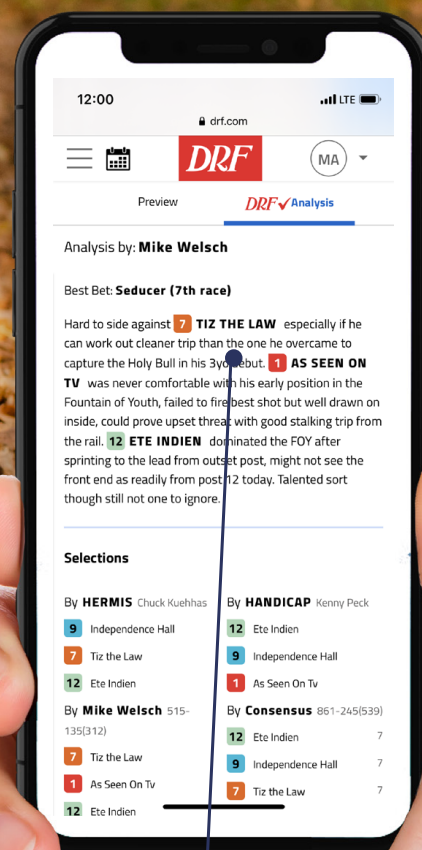 12:00 LTE
drf.com
DRF MA
Preview DRF Analysis
Analysis by: Mike Welsch
Best Bet: Seducer (7th race)
Hard to side against 7 TIZ THE LAW especially if he
can work out cleaner trip than the one he overcame to
capture the Holy Bull in his 3yo debut. 1 AS SEEN ON
TV was never comfortable with his early position in the
Fountain of Youth, failed to fire best shot but well drawn on
inside, could prove upset threat with good stalking trip from
the rail. 12 ETE INDIEN dominated the FOY after
sprinting to the lead from outset post, might not see the
front end as readily from post 12 today. Talented sort
though still not one to ignore.
Selections
By HERMIS Chuck Kuehhas
9 Independence Hall
7 Tiz the Law
12 Ete Indien
By HANDICAP Kenny Peck
12 Ete Indien
9 Independence Hall
1 As Seen On Tv
By Mike Welsch 515-
135(312)
7 Tiz the Law
1 As Seen On Tv
12 Ete Indien
By Consensus 861-245(539)
12 Ete Indien 7
9 Independence Hall 7
7 Tiz the Law 7